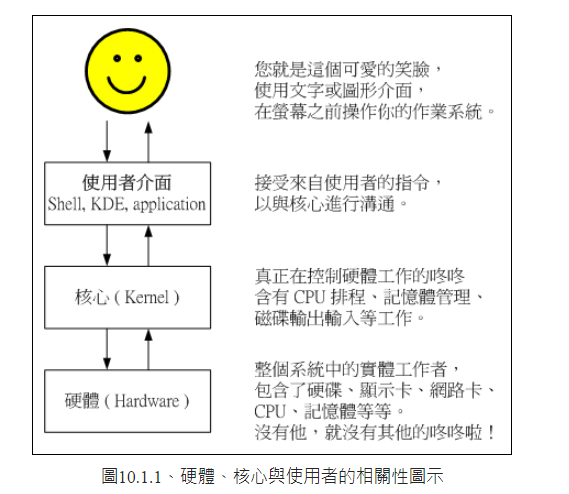 您就是這個可愛的笑臉，
使用文字或圖形介面，
在螢幕之前操作你的作業系統。
使用者介面
Shell, KDE, application
接受來自使用者的指令，
以與核心進行溝通。
核心 ( Kernel )
真正在控制硬體工作的咚咚
含有 CPU 排程、記憶體管理、
磁碟輸出輸入等工作。
硬體 ( Hardware )
整個系統中的實體工作者，
包含了硬碟、顯示卡、網路卡、
CPU、記憶體等等。
沒有他，就沒有其他的咚咚啦！
圖10.1.1、硬體、核心與使用者的相關性圖示